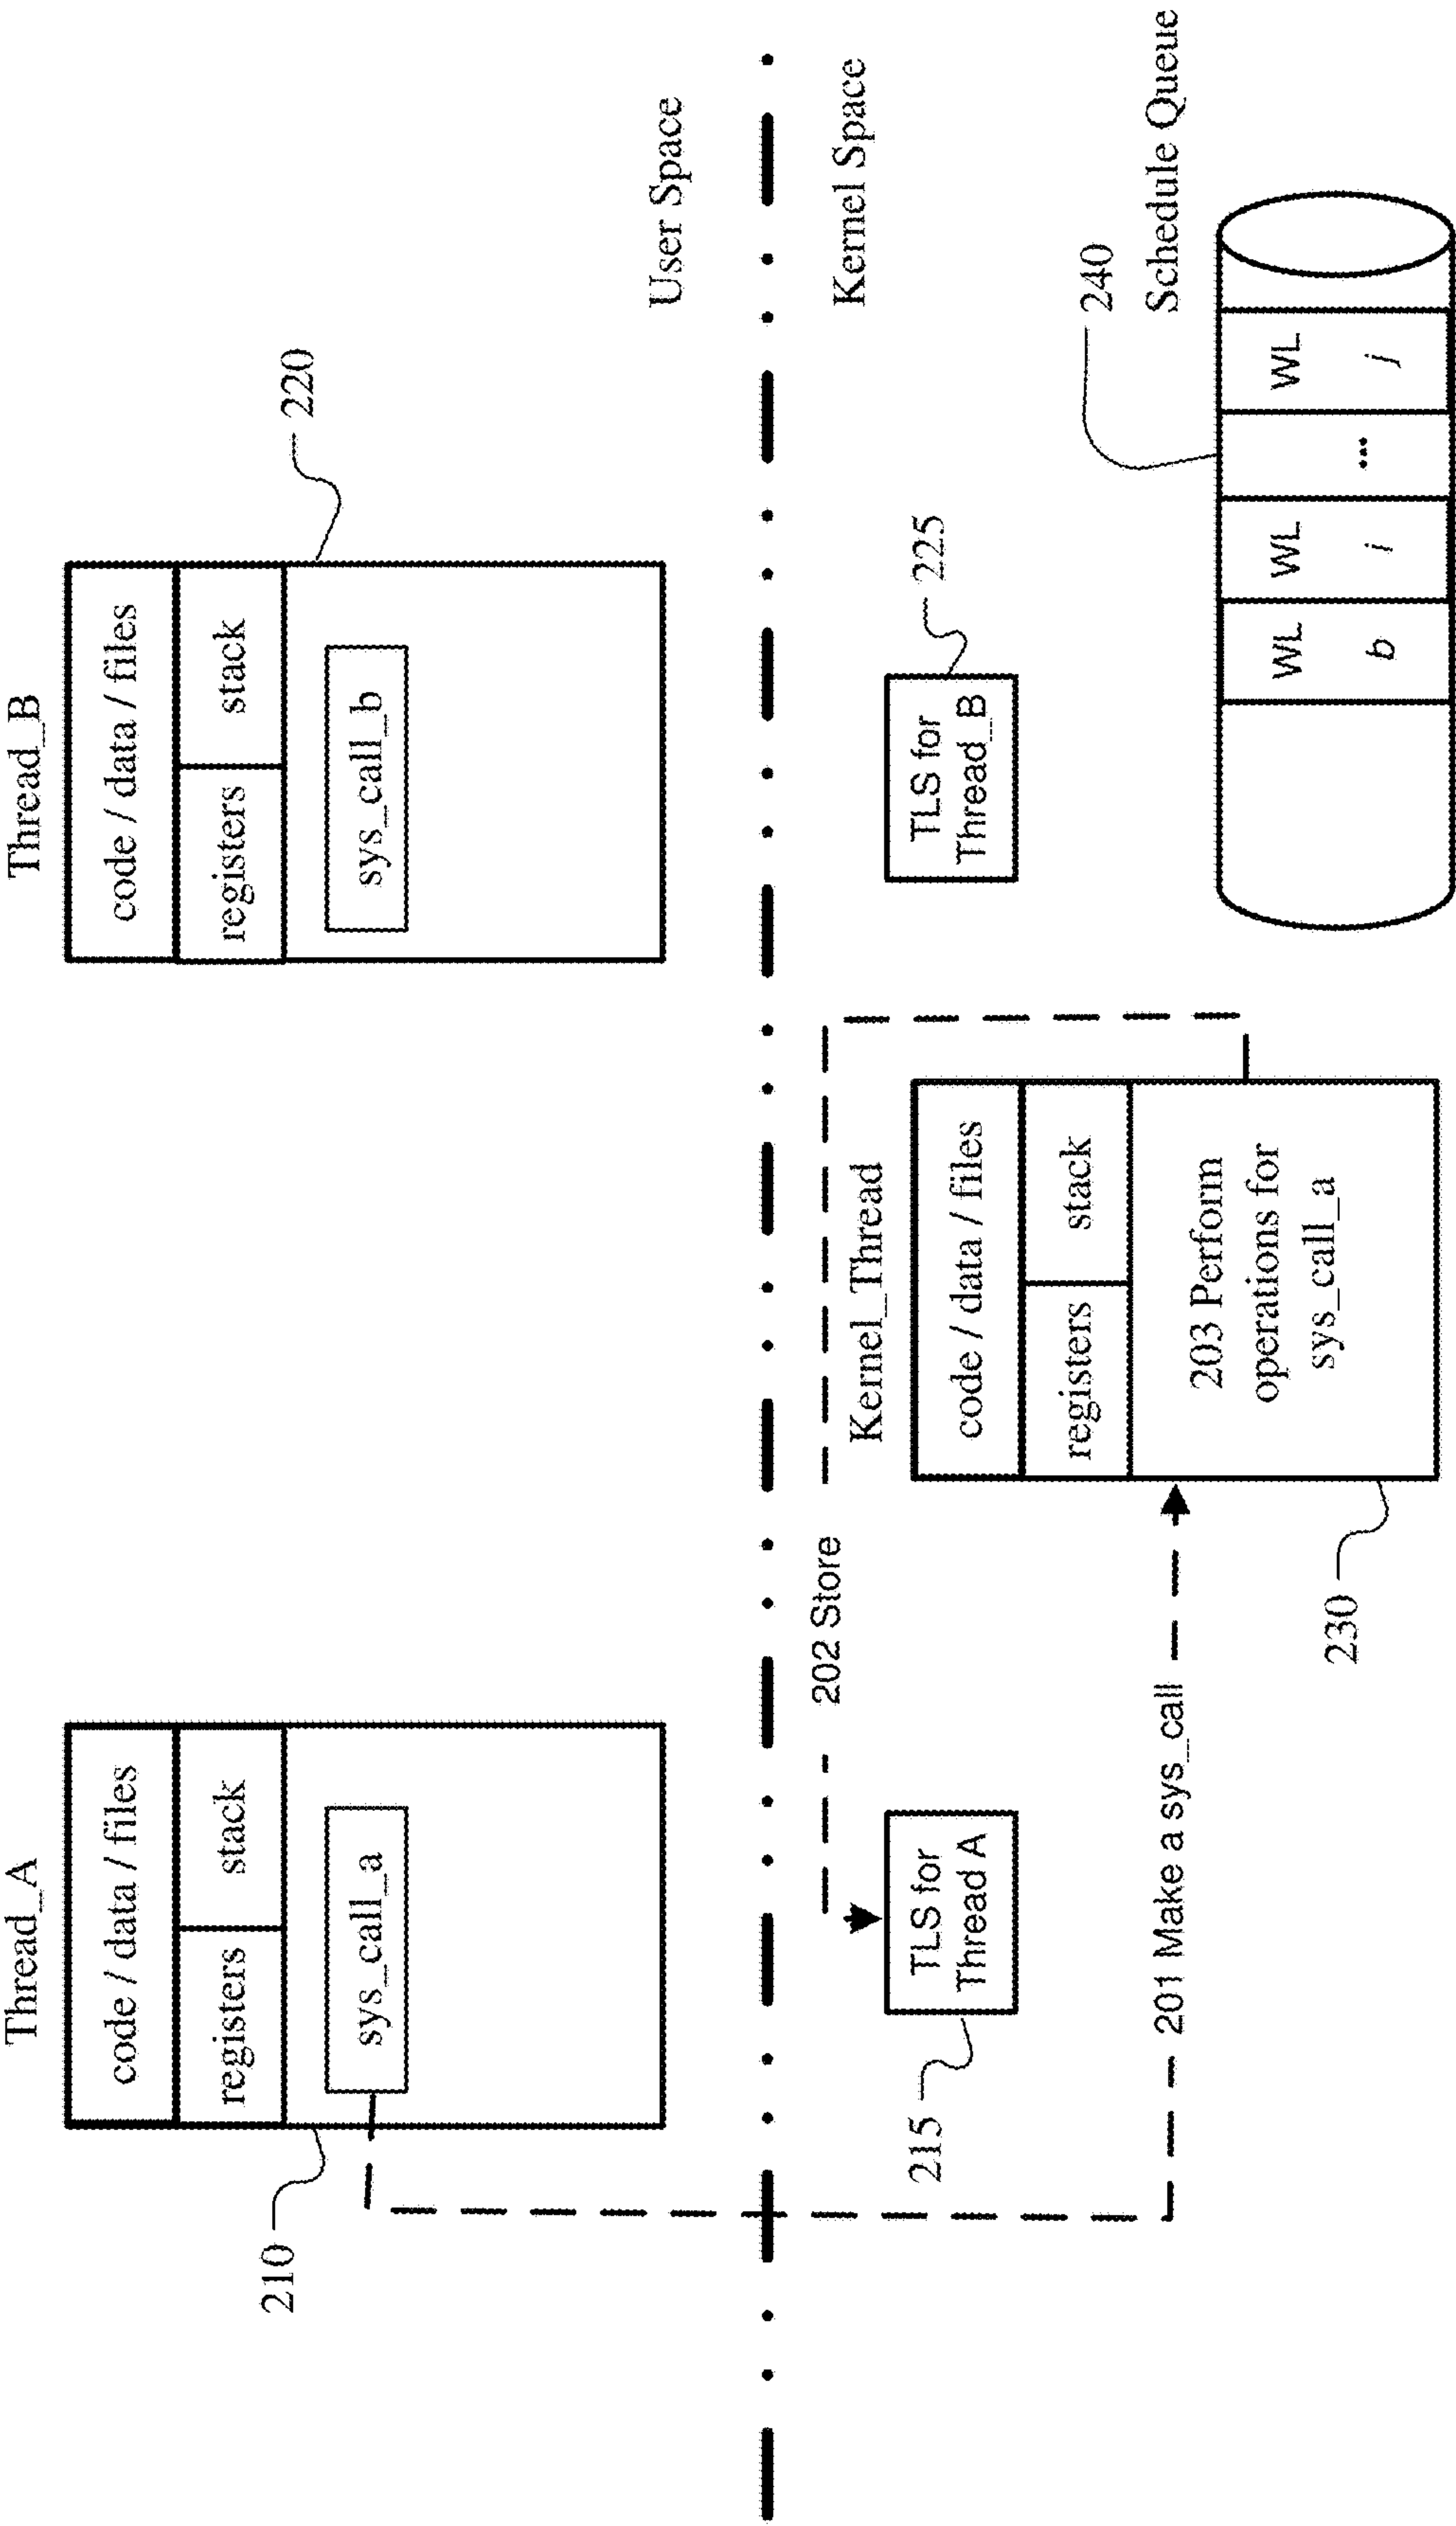 Thread_A
code / data / files
registers
stack
sys_call_a
210
Thread_B
code / data / files
registers
stack
sys_call_b
220
User Space
Kernel Space
202 Store
TLS for
Thread A
215
201 Make a sys_call
Kernel_Thread
code / data / files
registers
stack
203 Perform
operations for
sys_call_a
230
TLS for
Thread_B
225
240
Schedule Queue
WL
b
WL
i
...
WL
j